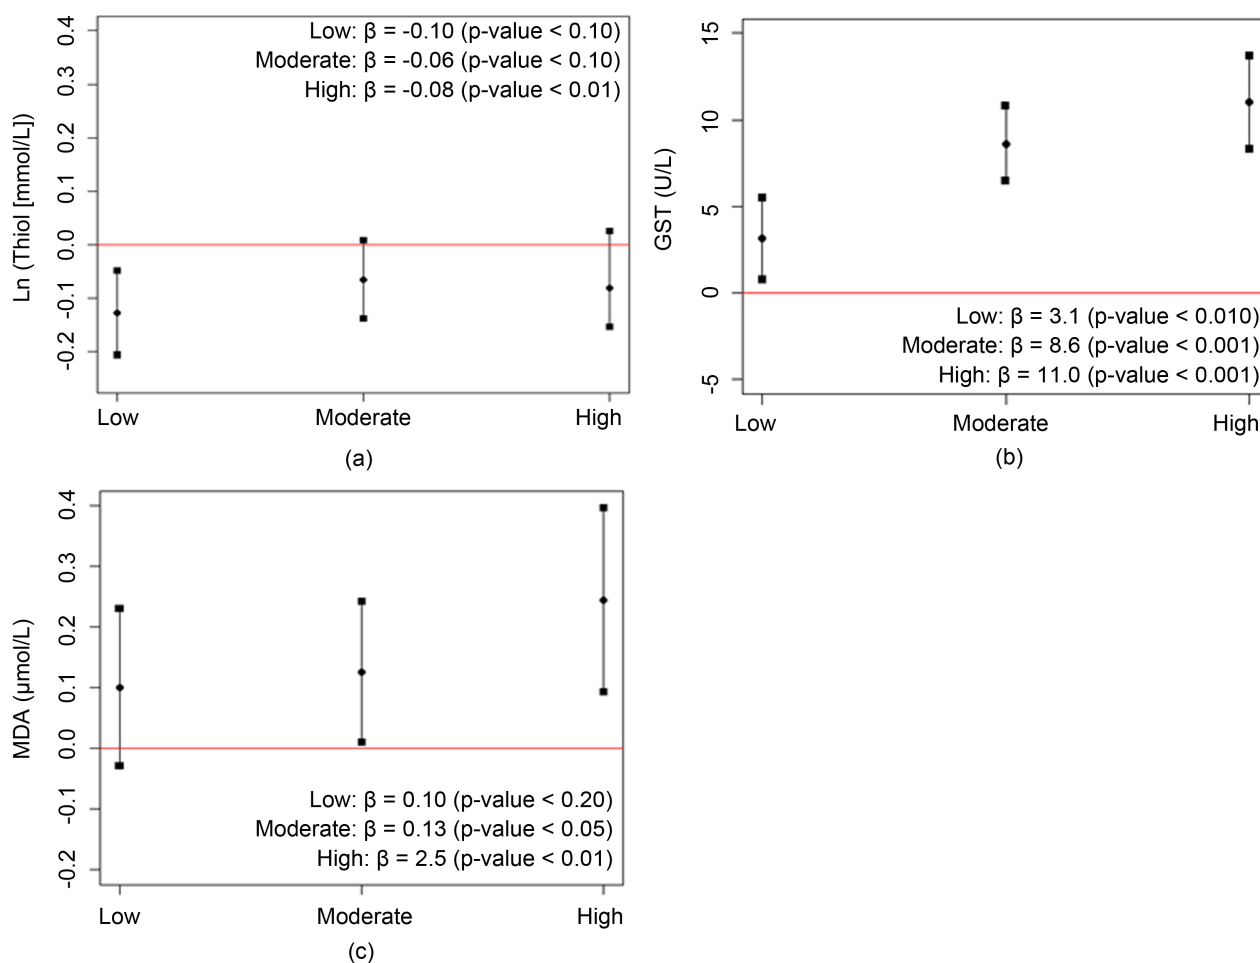 Low: β = -0.10 (p-value < 0.10)
Moderate: β = -0.06 (p-value < 0.10)
High: β = -0.08 (p-value < 0.01)
Ln (Thiol [mmol/L])
0.4
0.3
0.2
0.1
0.0
-0.1
-0.2
Low Moderate High
(a)
GST (U/L)
15
10
5
0
-5
Low: β = 3.1 (p-value < 0.010)
Moderate: β = 8.6 (p-value < 0.001)
High: β = 11.0 (p-value < 0.001)
Low Moderate High
(b)
MDA (μmol/L)
0.4
0.3
0.2
0.1
0.0
-0.1
-0.2
Low: β = 0.10 (p-value < 0.20)
Moderate: β = 0.13 (p-value < 0.05)
High: β = 2.5 (p-value < 0.01)
Low Moderate High
(c)